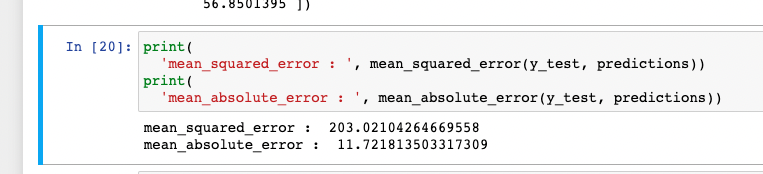 56.8501395 ])
In [20]: print(
'mean_squared_error : ', mean_squared_error(y_test, predictions))
print(
'mean_absolute_error : ', mean_absolute_error(y_test, predictions))
mean_squared_error :  203.02104264669558
mean_absolute_error :  11.721813503317309